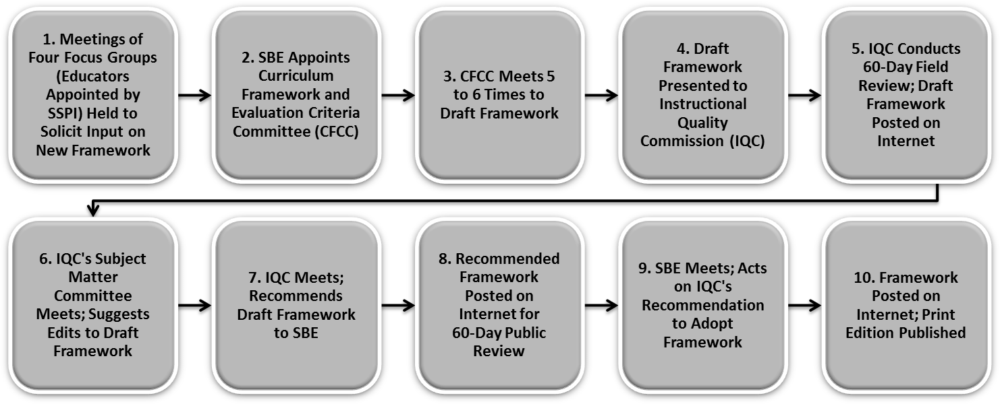 1. Meetings of
Four Focus Groups
(Educators
Appointed by
SSPI) Held to
Solicit Input on
New Framework
2. SBE Appoints
Curriculum
Framework and
Evaluation Criteria
Committee (CFCC)
3. CFCC Meets 5
to 6 Times to
Draft Framework
4. Draft
Framework
Presented to
Instructional
Quality
Commission (IQC)
5. IQC Conducts
60-Day Field
Review; Draft
Framework
Posted on
Internet
6. IQC's Subject
Matter
Committee
Meets; Suggests
Edits to Draft
Framework
7. IQC Meets;
Recommends
Draft Framework
to SBE
8. Recommended
Framework
Posted on
Internet for
60-Day Public
Review
9. SBE Meets; Acts
on IQC's
Recommendation
to Adopt
Framework
10. Framework
Posted on
Internet; Print
Edition Published